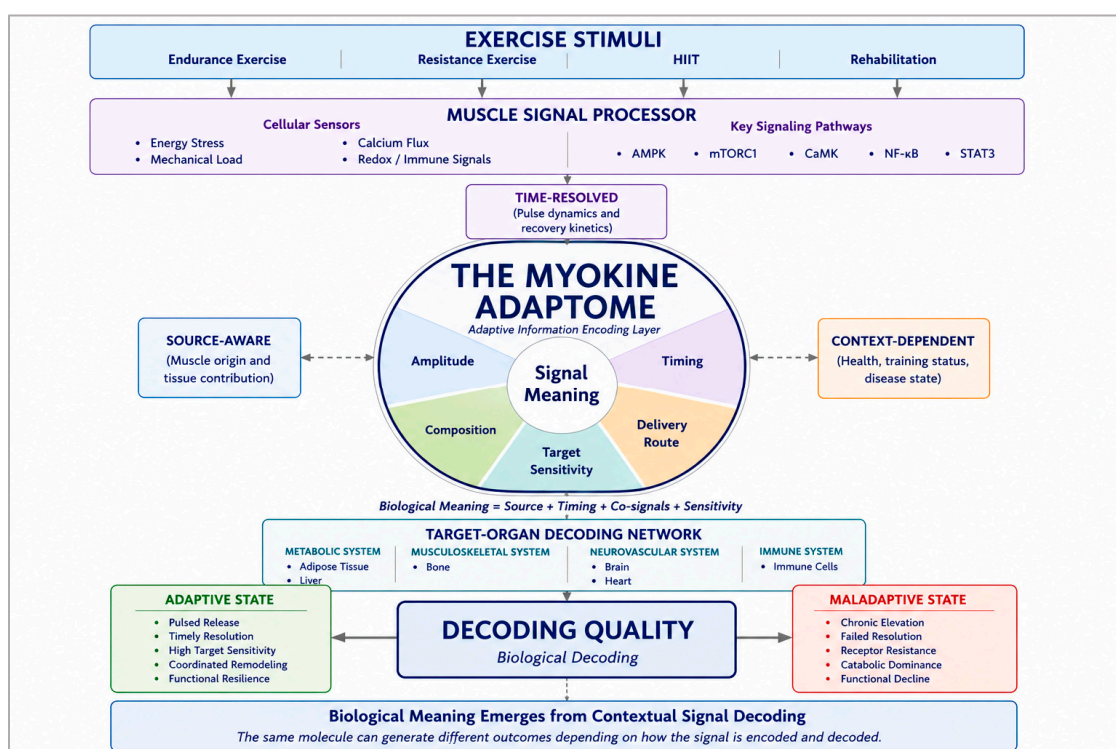 EXERCISE STIMULI
Endurance Exercise
Resistance Exercise
HIIT
Rehabilitation
MUSCLE SIGNAL PROCESSOR
Cellular Sensors
• Energy Stress
• Mechanical Load
• Calcium Flux
• Redox / Immune Signals
Key Signaling Pathways
• AMPK
• mTORC1
• CaMK
• NF-κB
• STAT3
TIME-RESOLVED
(Pulse dynamics and
recovery kinetics)
THE MYOKINE
ADAPTOME
Adaptive Information Encoding Layer
SOURCE-AWARE
(Muscle origin and
tissue contribution)
Amplitude
Signal
Meaning
Timing
CONTEXT-DEPENDENT
(Health, training status,
disease state)
Composition
Target
Sensitivity
Delivery
Route
Biological Meaning = Source + Timing + Co-signals + Sensitivity
TARGET-ORGAN DECODING NETWORK
METABOLIC SYSTEM
• Adipose Tissue
• Liver
MUSCULOSKELETAL SYSTEM
• Bone
NEUROVASCULAR SYSTEM
• Brain
• Heart
IMMUNE SYSTEM
• Immune Cells
ADAPTIVE STATE
• Pulsed Release
• Timely Resolution
• High Target Sensitivity
• Coordinated Remodeling
• Functional Resilience
DECODING QUALITY
Biological Decoding
MALADAPTIVE STATE
• Chronic Elevation
• Failed Resolution
• Receptor Resistance
• Catabolic Dominance
• Functional Decline
Biological Meaning Emerges from Contextual Signal Decoding
The same molecule can generate different outcomes depending on how the signal is encoded and decoded.